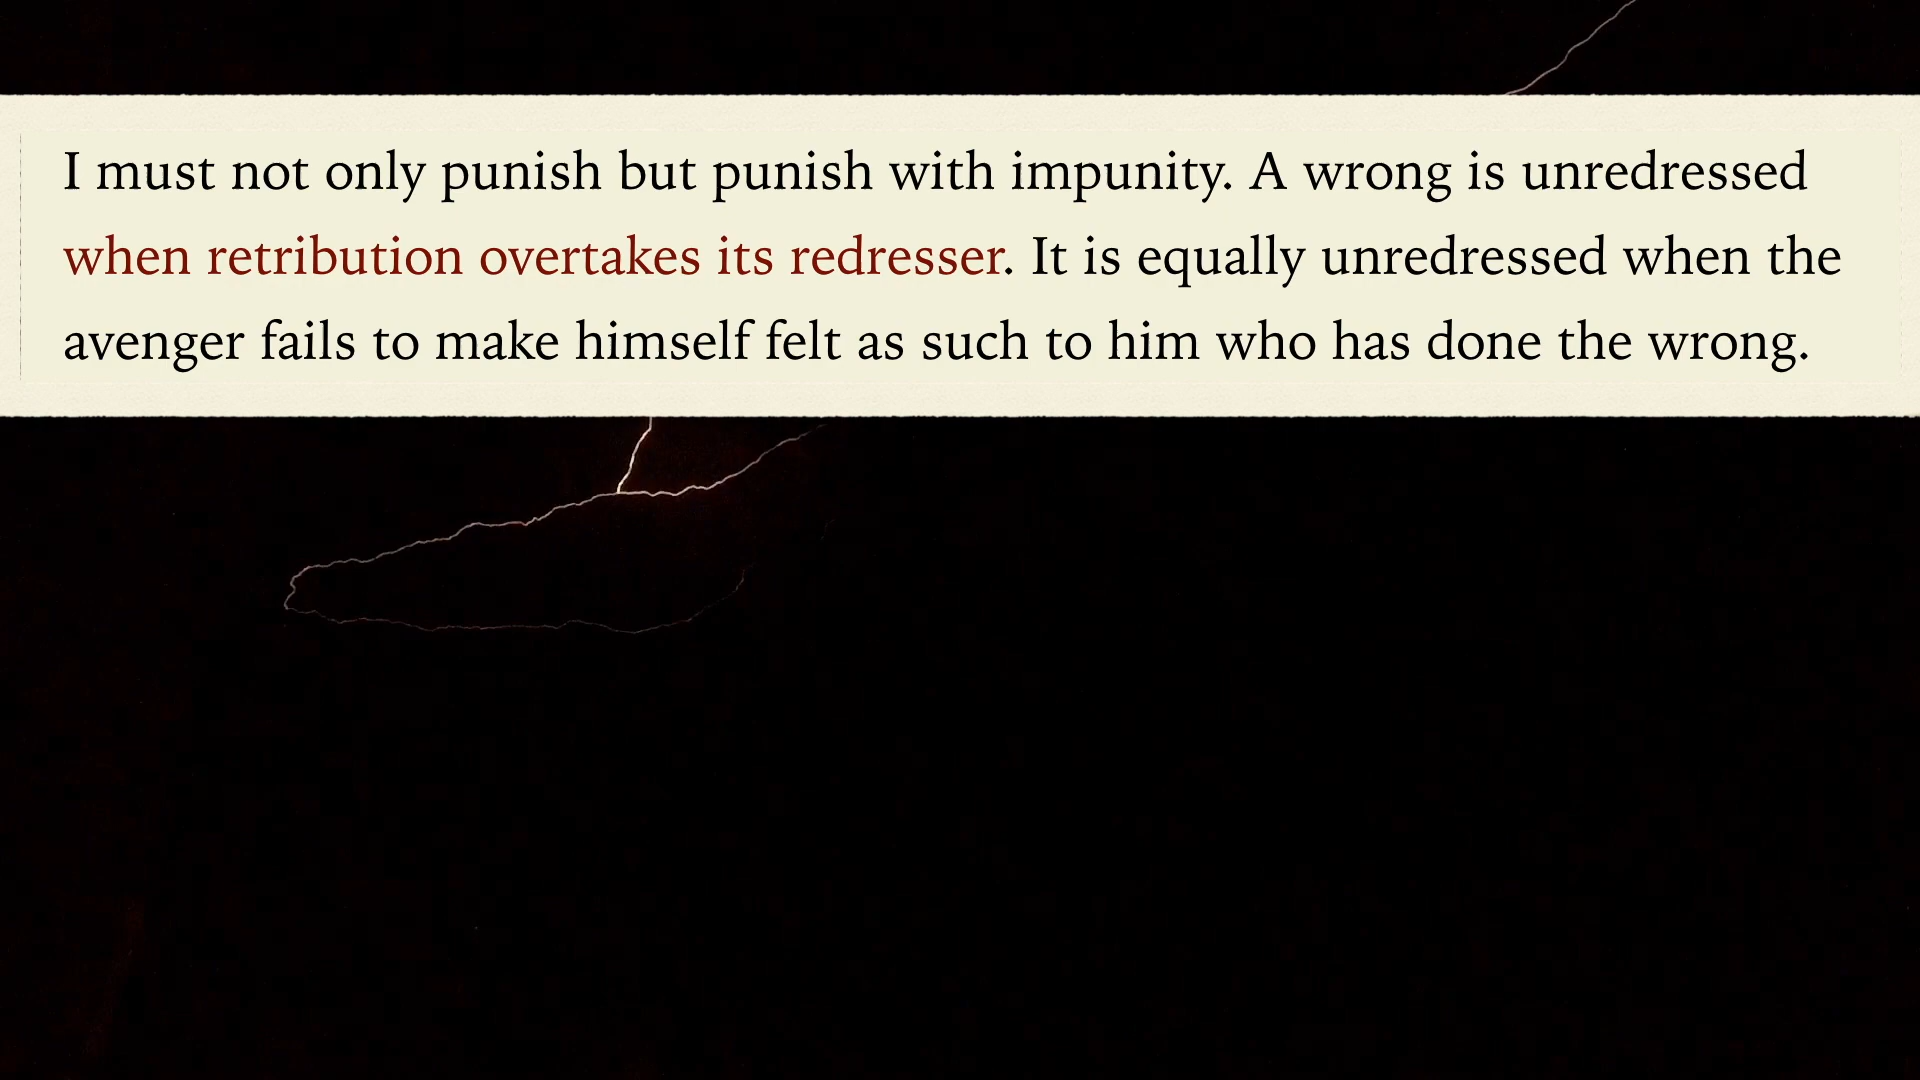 I must not only punish but punish with impunity. A wrong is unredressed
when retribution overtakes its redresser. It is equally unredressed when the
avenger fails to make himself felt as such to him who has done the wrong.